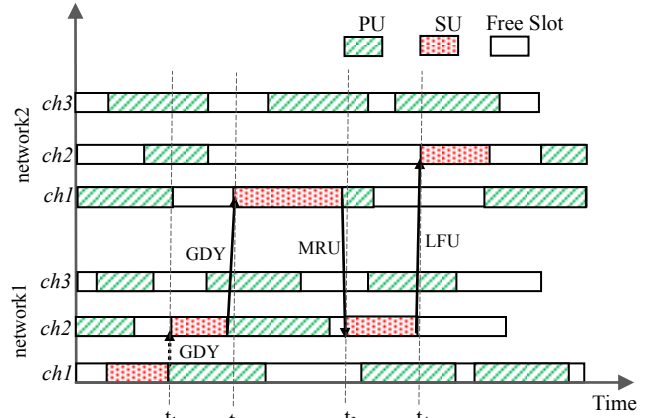 PU SU Free Slot
network2
ch3
ch2
ch1
GDY MRU LFU
network1
ch3
ch2
GDY
ch1
Time